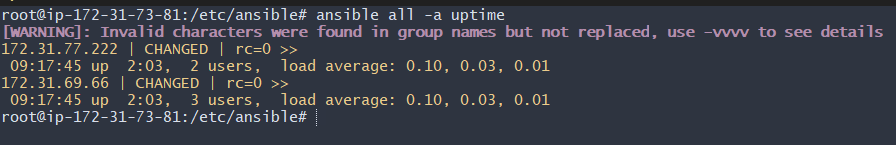 root@ip-172-31-73-81:/etc/ansible# ansible all -a uptime
[WARNING]: Invalid characters were found in group names but not replaced, use -vvvv to see details
172.31.77.222 | CHANGED | rc=0 >>
 09:17:45 up  2:03,  2 users,  load average: 0.10, 0.03, 0.01
172.31.69.66 | CHANGED | rc=0 >>
 09:17:45 up  2:03,  3 users,  load average: 0.10, 0.03, 0.01
root@ip-172-31-73-81:/etc/ansible#